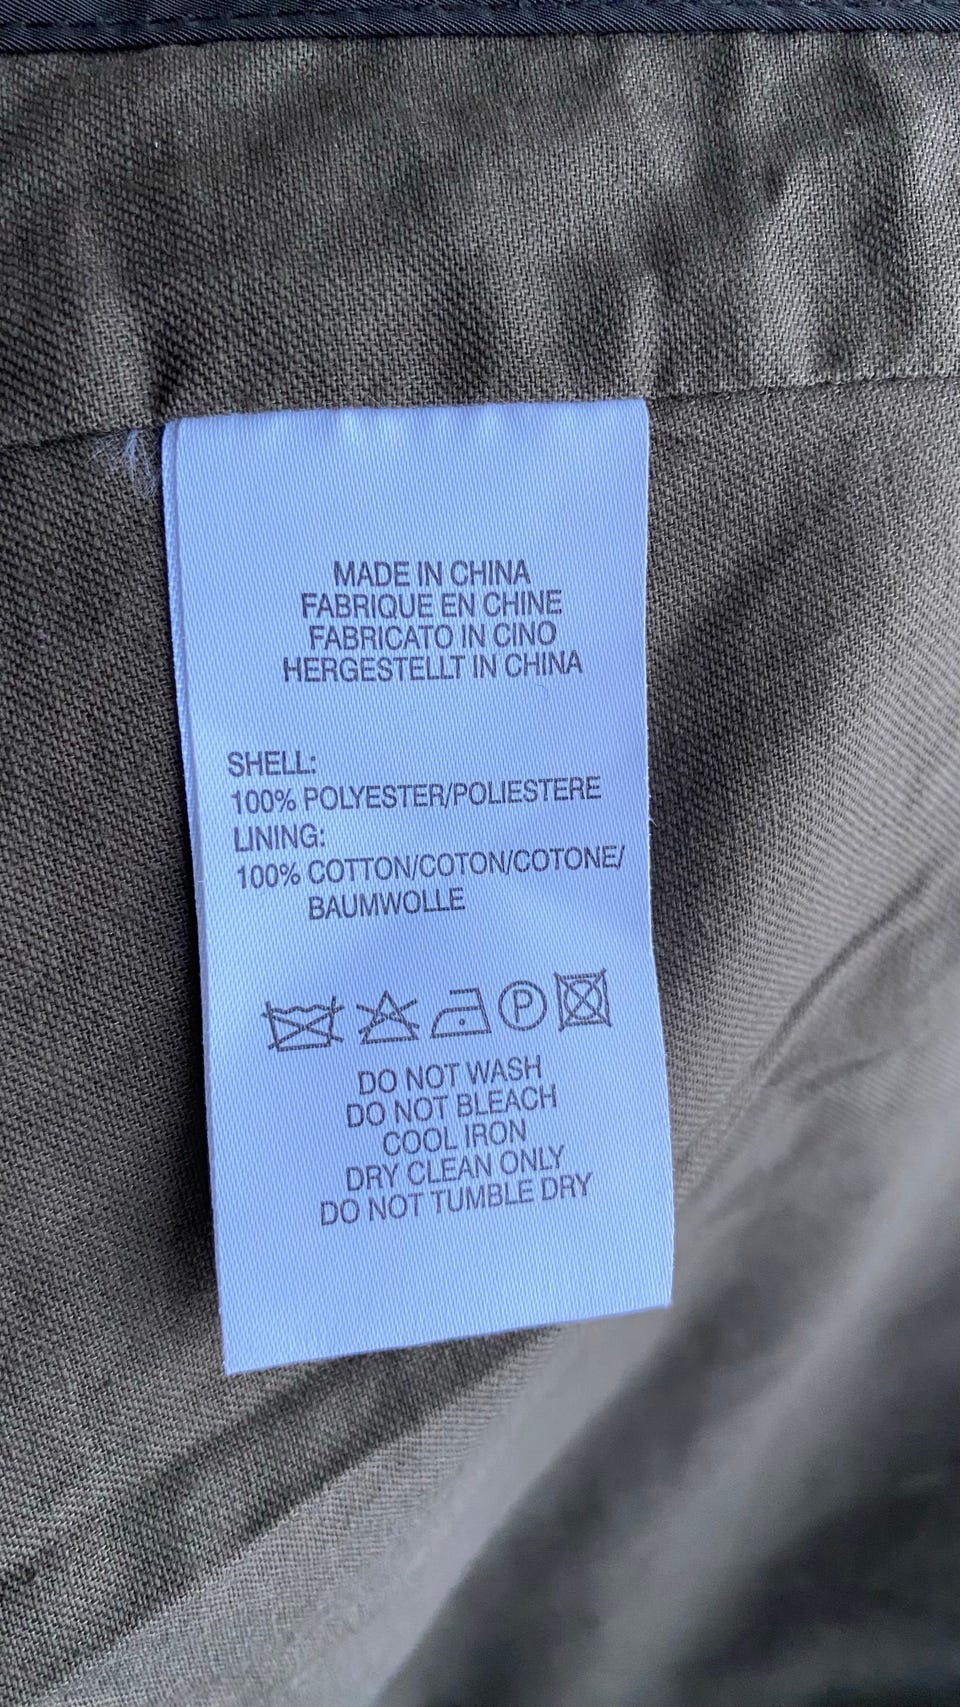 MADE IN CHINA
FABRIQUE EN CHINE
FABRICATO IN CINO
HERGESTELLT IN CHINA
SHELL:
100% POLYESTER/POLIESTERE
LINING:
100% COTTON/COTON/COTONE/
BAUMWOLLE
P
DO NOT WASH
DO NOT BLEACH
COOL IRON
DRY CLEAN ONLY
DO NOT TUMBLE DRY